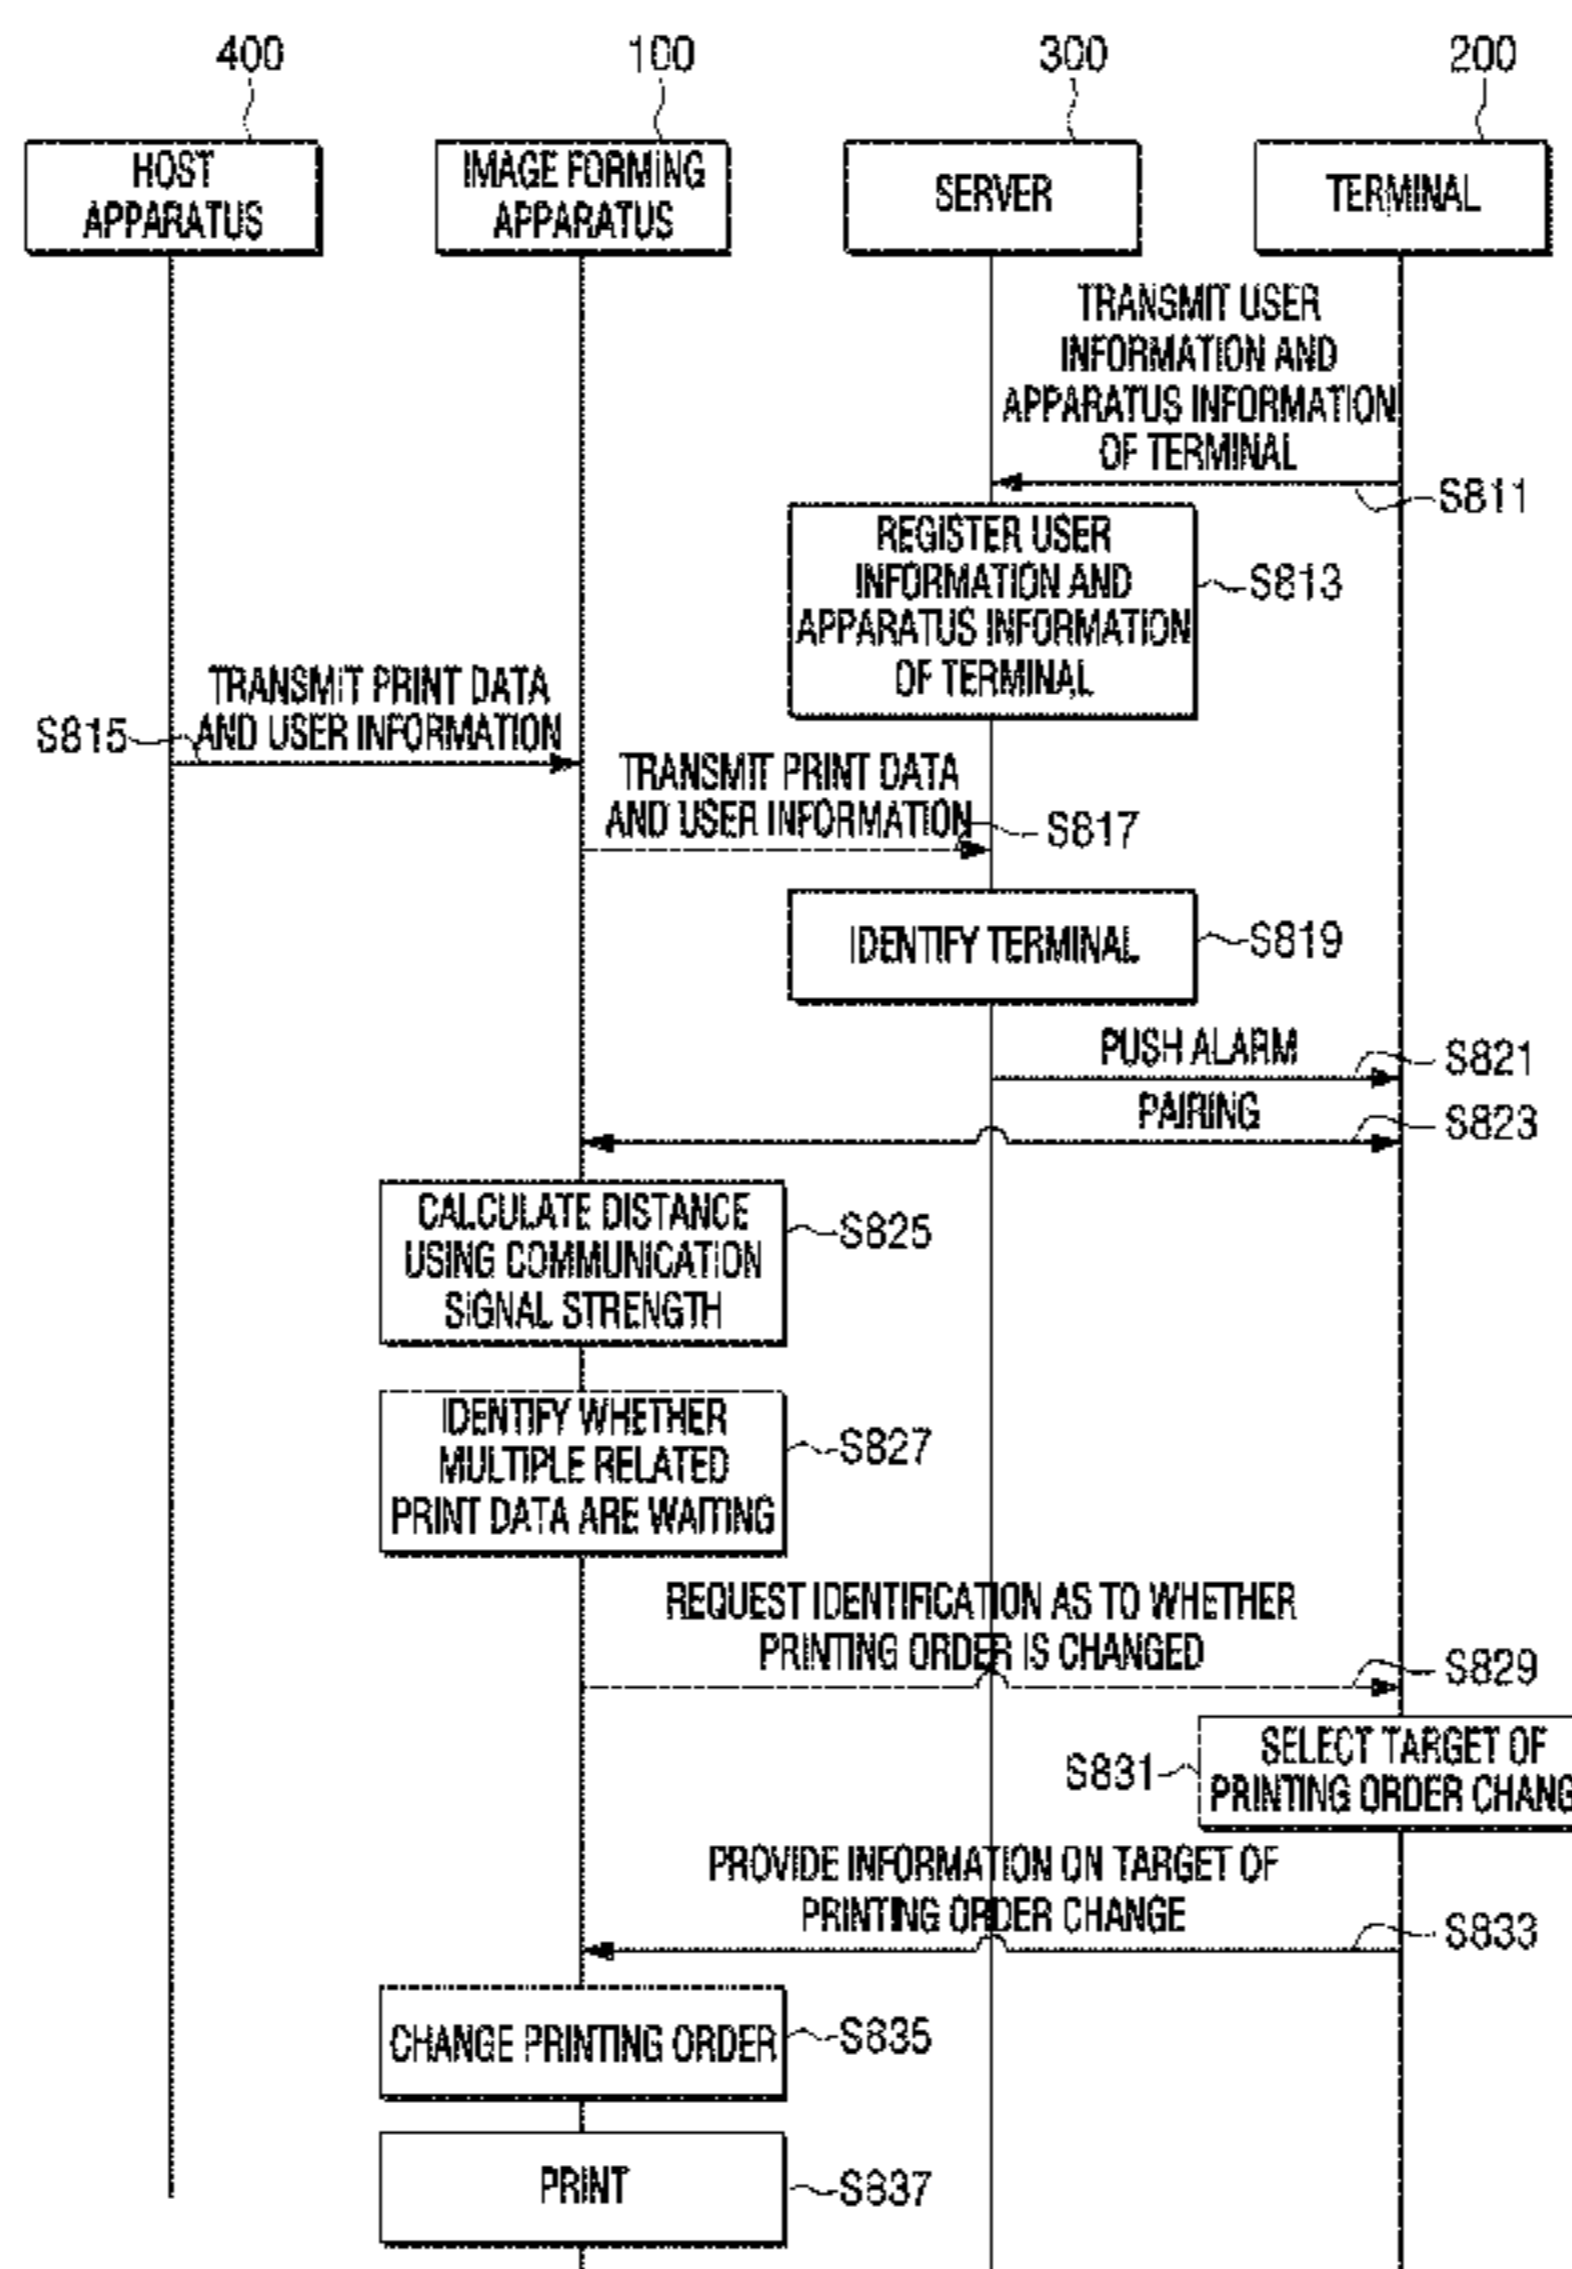 400
100
300
200
HOST
APPARATUS
IMAGE FORMING
APPARATUS
SERVER
TERMINAL
TRANSMIT USER
INFORMATION AND
APPARATUS INFORMATION
OF TERMINAL
S811
REGISTER USER
INFORMATION AND
APPARATUS INFORMATION
OF TERMINAL
S813
TRANSMIT PRINT DATA
AND USER INFORMATION
S815
TRANSMIT PRINT DATA
AND USER INFORMATION
S817
IDENTIFY TERMINAL
S819
PUSH ALARM
S821
PAIRING
S823
CALCULATE DISTANCE
USING COMMUNICATION
SIGNAL STRENGTH
S825
IDENTIFY WHETHER
MULTIPLE RELATED
PRINT DATA ARE WAITING
S827
REQUEST IDENTIFICATION AS TO WHETHER
PRINTING ORDER IS CHANGED
S829
SELECT TARGET OF
PRINTING ORDER CHANG
S831
PROVIDE INFORMATION ON TARGET OF
PRINTING ORDER CHANGE
S833
CHANGE PRINTING ORDER
S835
PRINT
S837